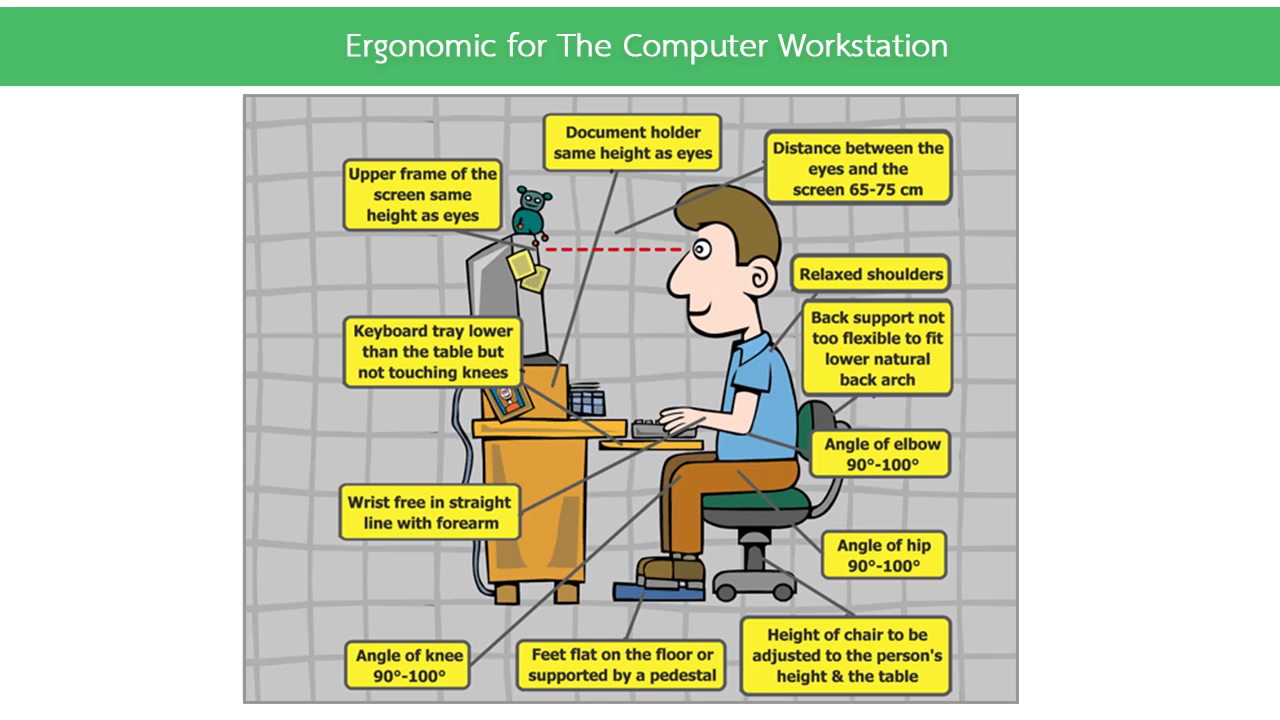 Ergonomic for The Computer Workstation
Document holder
same height as eyes
Distance between the
eyes and the
screen 65-75 cm
Upper frame of the
screen same
height as eyes
Relaxed shoulders
Back support not
too flexible to fit
lower natural
back arch
Keyboard tray lower
than the table but
not touching knees
Angle of elbow
90°-100°
Wrist free in straight
line with forearm
Angle of hip
90°-100°
Angle of knee
90°-100°
Feet flat on the floor or
supported by a pedestal
Height of chair to be
adjusted to the person's
height & the table